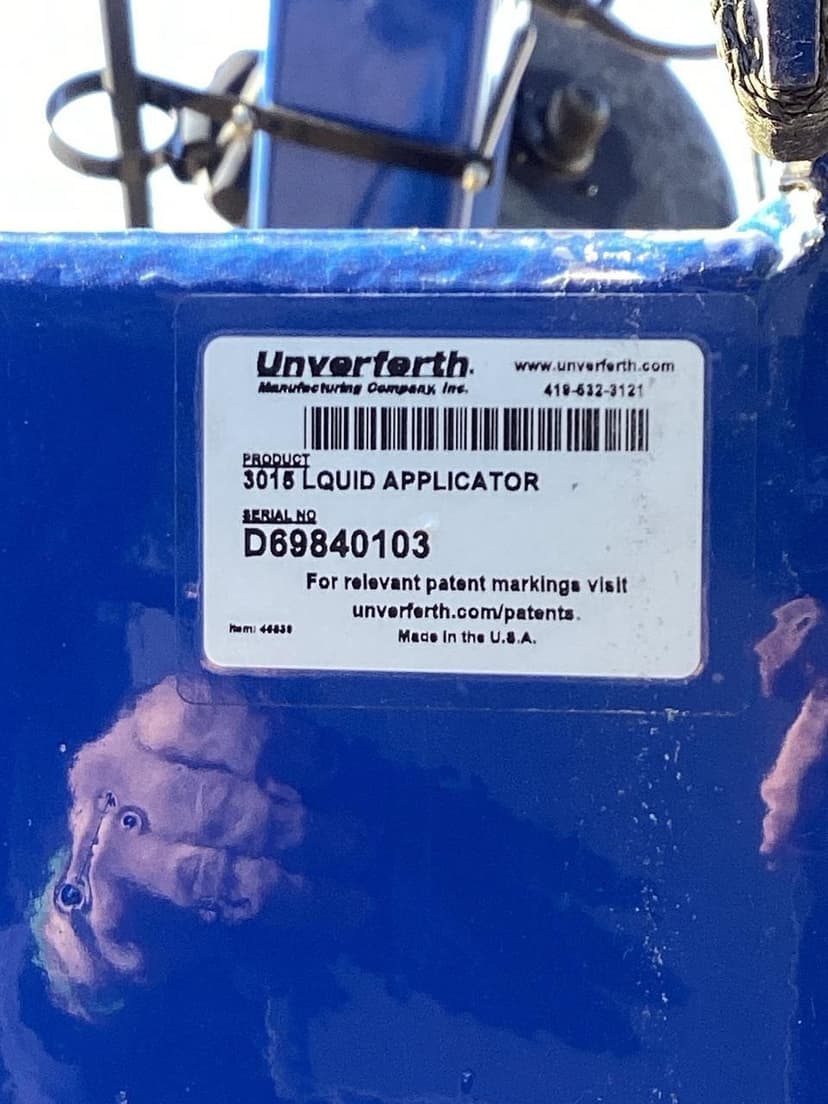 Unverferth.
www.unverferth.com
Manufacturing Company, Inc.
419-532-3121
PRODUCT
3015 LQUID APPLICATOR
SERIAL NO
D69840103
For relevant patent markings visit
unverferth.com/patents.
Item:
Made in the U.S.A.